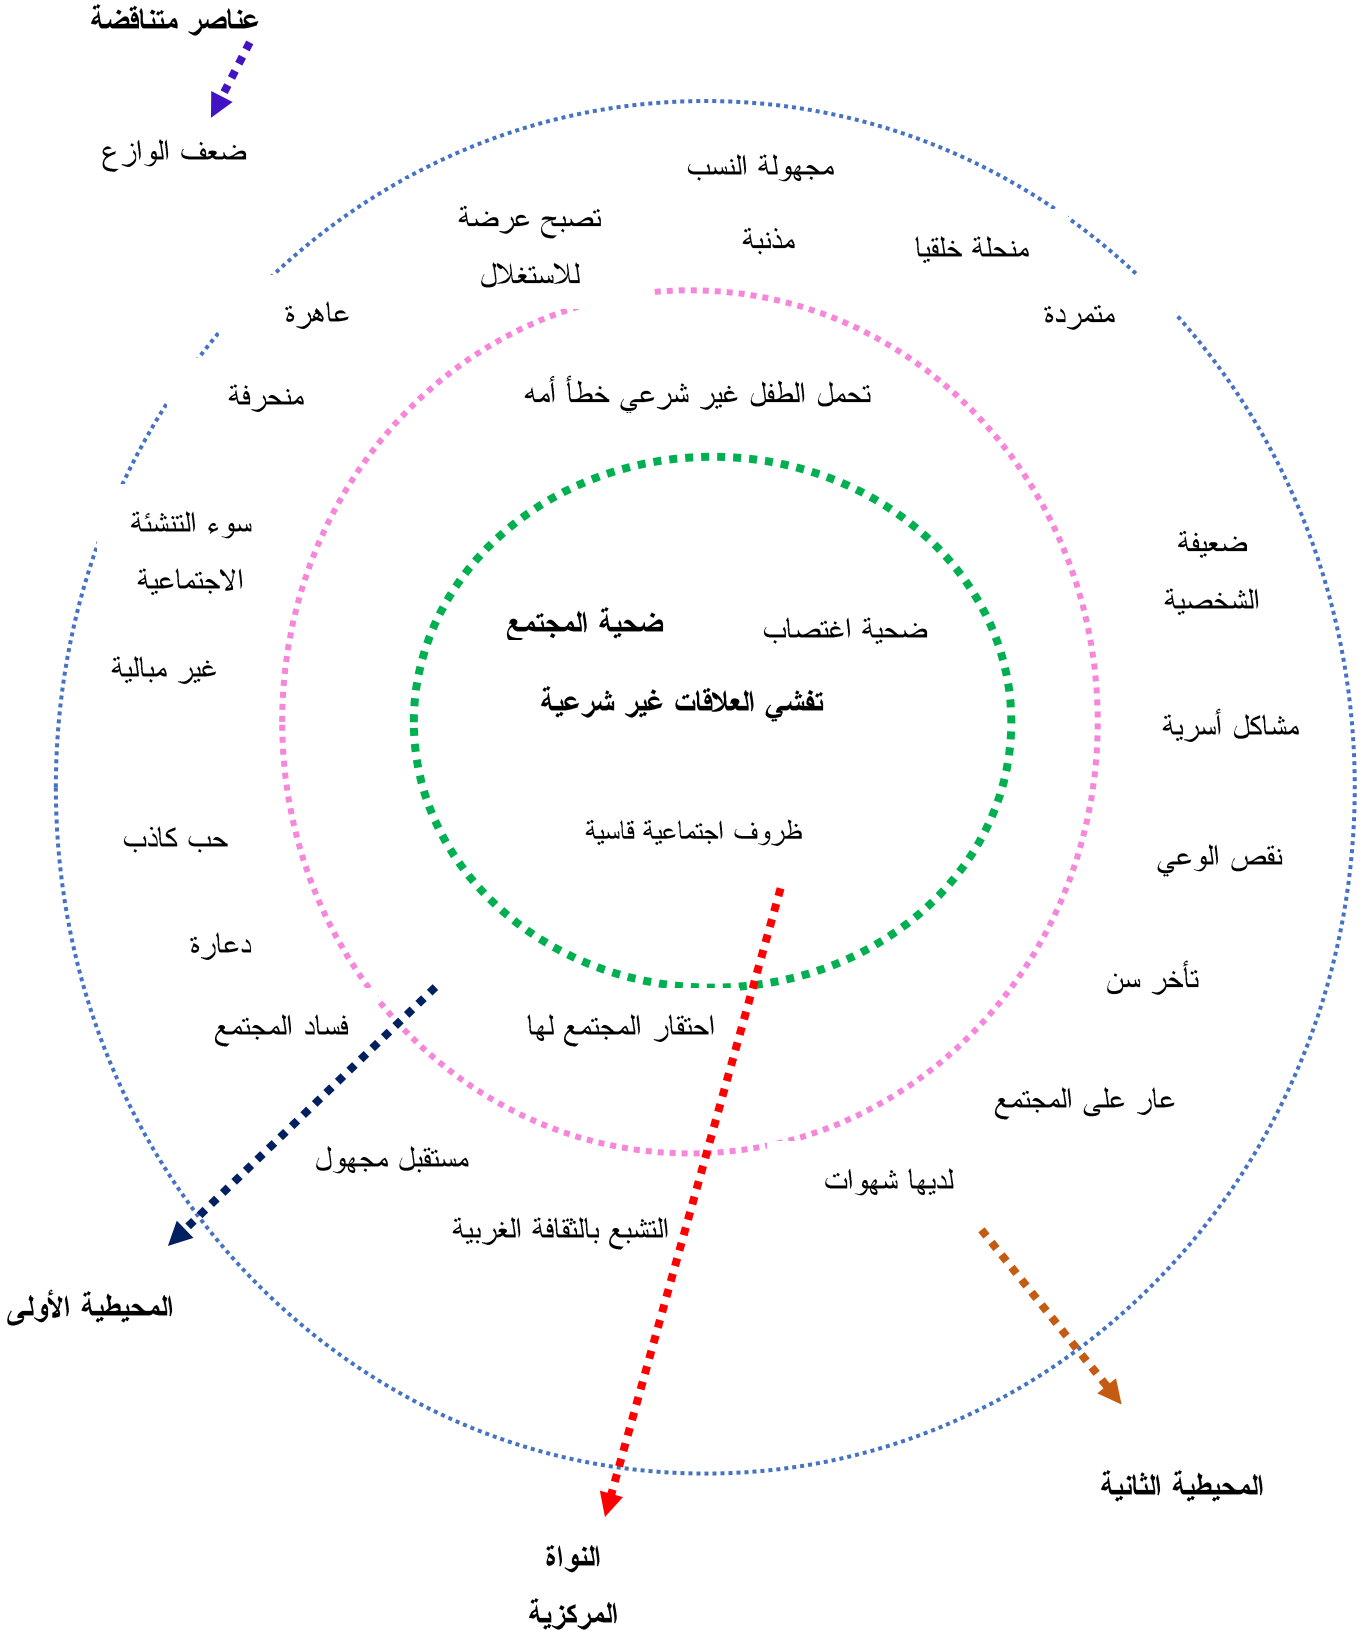 عناصر متناقضة
ضعف الوازع
مجهولة النسب
تصبح عرضة
للاستغلال
مذنبة
منحلة خلقيا
عاهرة
متمردة
منحرفة
تحمل الطفل غير شرعي خطأ أمه
سوء التنشئة
الاجتماعية
ضعيفة
الشخصية
ضحية اغتصاب
ضحية المجتمع
غير مبالية
تفشي العلاقات غير شرعية
مشاكل أسرية
ظروف اجتماعية قاسية
حب كاذب
نقص الوعي
دعارة
تأخر سن
احتقار المجتمع لها
فساد المجتمع
عار على المجتمع
مستقبل مجهول
لديها شهوات
التشبع بالثقافة الغربية
المحيطية الأولى
المحيطية الثانية
النواة
المركزية